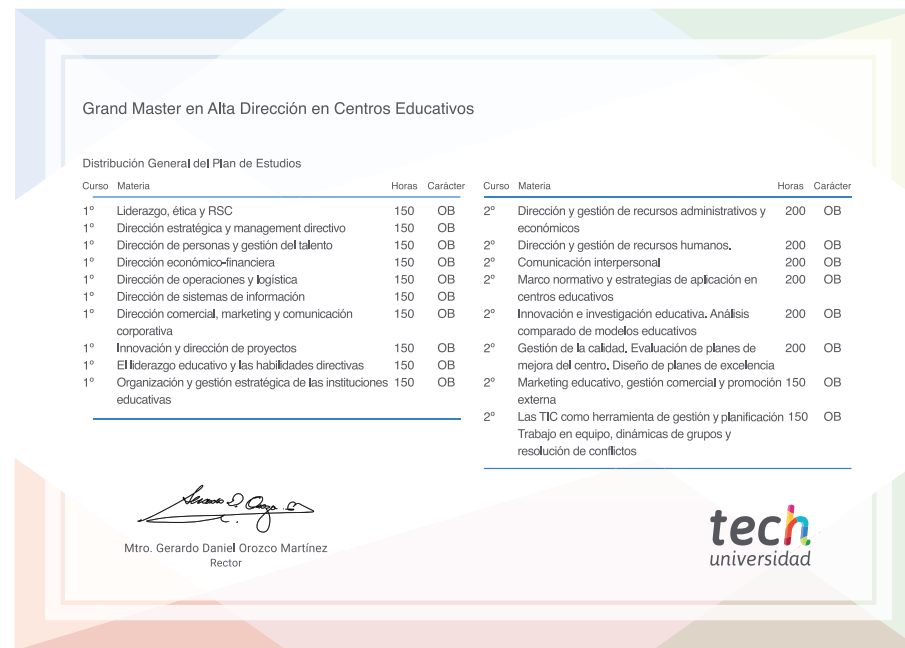 Grand Master en Alta Dirección en Centros Educativos
Distribución General del Plan de Estudios
Curso Materia Horas Carácter
1º Liderazgo, ética y RSC 150 OB
1º Dirección estratégica y management directivo 150 OB
1º Dirección de personas y gestión del talento 150 OB
1º Dirección económico-financiera 150 OB
1º Dirección de operaciones y logística 150 OB
1º Dirección de sistemas de información 150 OB
1º Dirección comercial, marketing y comunicación 150 OB
corporativa
1º Innovación y dirección de proyectos 150 OB
1º El liderazgo educativo y las habilidades directivas 150 OB
1º Organización y gestión estratégica de las instituciones 150 OB
educativas
Curso Materia Horas Carácter
2º Dirección y gestión de recursos administrativos y 200 OB
económicos
2º Dirección y gestión de recursos humanos. 200 OB
2º Comunicación interpersonal 200 OB
2º Marco normativo y estrategias de aplicación en 200 OB
centros educativos
2º Innovación e investigación educativa. Análisis 200 OB
comparado de modelos educativos
2º Gestión de la calidad. Evaluación de planes de 200 OB
mejora del centro. Diseño de planes de excelencia
2º Marketing educativo, gestión comercial y promoción 150 OB
externa
2º Las TIC como herramienta de gestión y planificación 150 OB
Trabajo en equipo, dinámicas de grupos y
resolución de conflictos
Mtro. Gerardo Daniel Orozco Martínez
Rector
tech
universidad